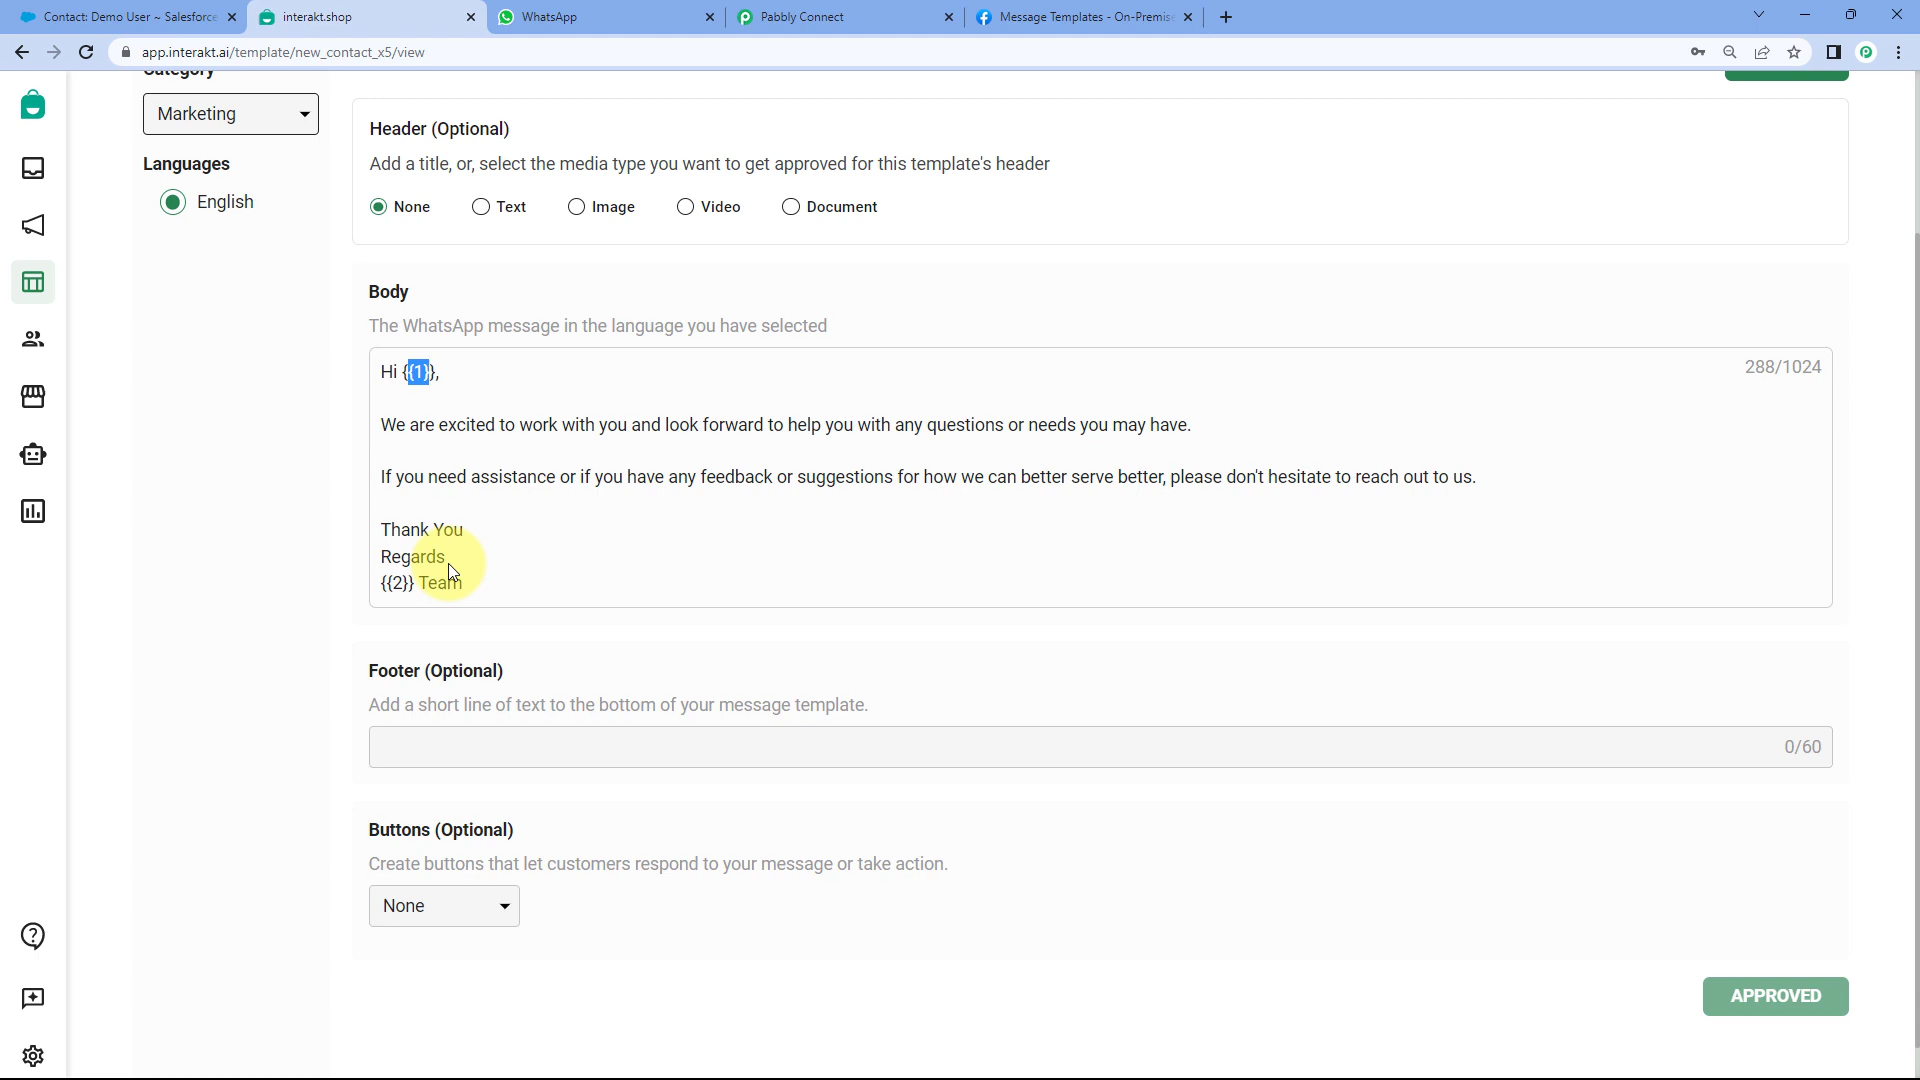 Contact: Demo User ~ Salesforce
interakt.shop
WhatsApp
Pabbly Connect
Message Templates - On-Premise
app.interakt.ai/template/new_contact_x5/view
Category
Marketing
Languages
English
Header (Optional)
Add a title, or, select the media type you want to get approved for this template's header
None Text Image Video Document
Body
The WhatsApp message in the language you have selected
Hi {{1}},
288/1024
We are excited to work with you and look forward to help you with any questions or needs you may have.
If you need assistance or if you have any feedback or suggestions for how we can better serve better, please don't hesitate to reach out to us.
Thank You
Regards
{{2}} Team
Footer (Optional)
Add a short line of text to the bottom of your message template.
0/60
Buttons (Optional)
Create buttons that let customers respond to your message or take action.
None
APPROVED